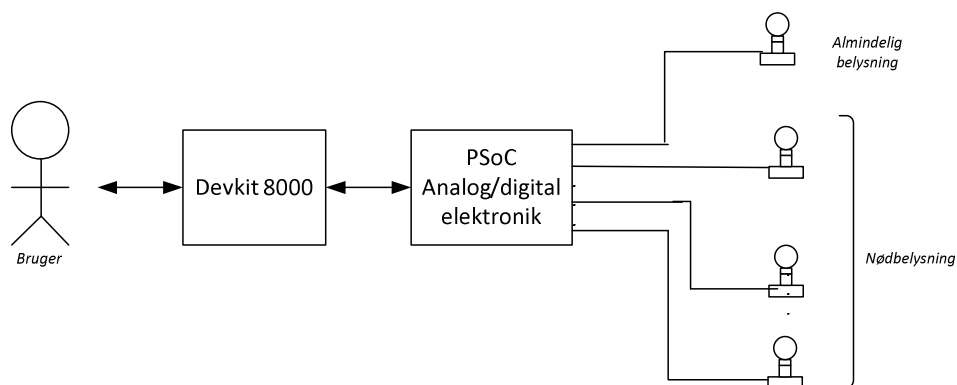 Almindelig
belysning
Devkit 8000
PSoC
Analog/digital
elektronik
Bruger
Nødbelysning